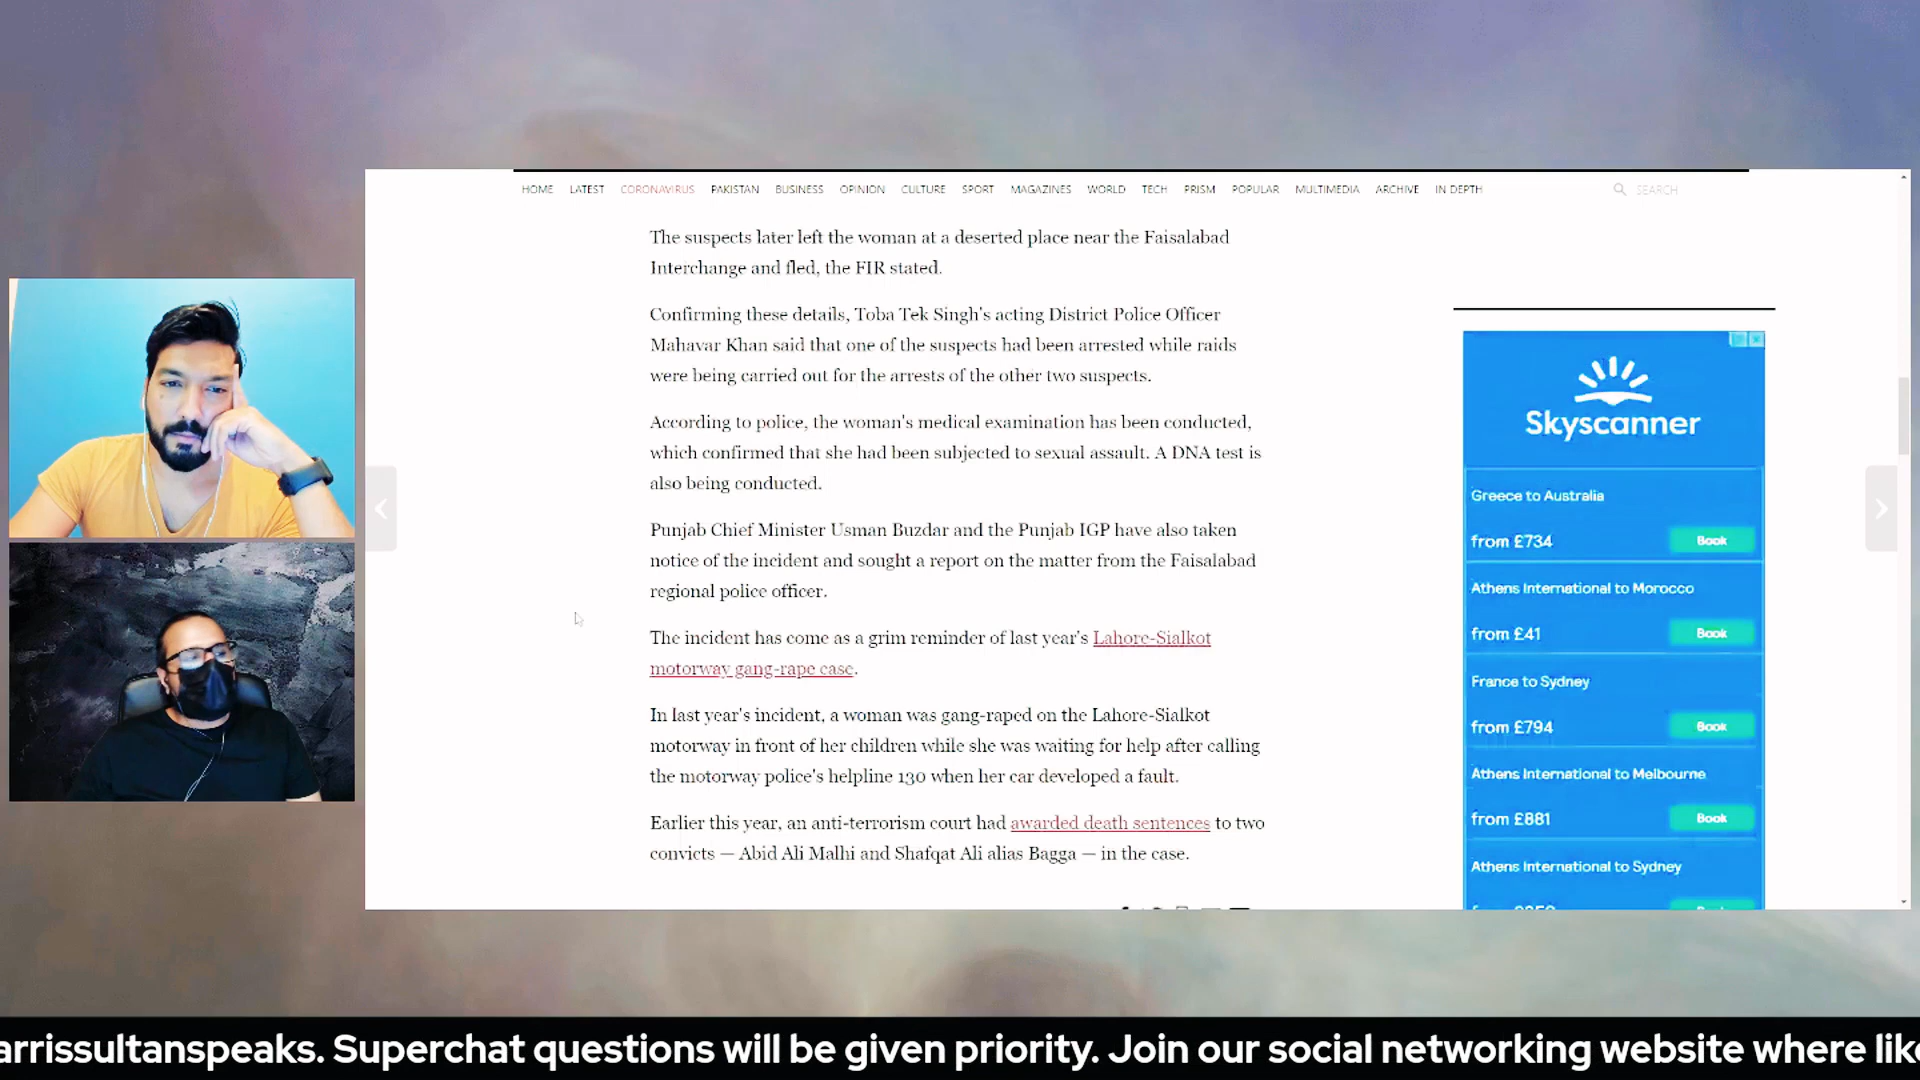 HOME LATEST CORONAVIRUS PAKISTAN BUSINESS OPINION CULTURE SPORT MAGAZINES WORLD TECH PRISM POPULAR MULTIMEDIA ARCHIVE IN DEPTH SEARCH
The suspects later left the woman at a deserted place near the Faisalabad
Interchange and fled, the FIR stated.
Confirming these details, Toba Tek Singh's acting District Police Officer
Mahavar Khan said that one of the suspects had been arrested while raids
were being carried out for the arrests of the other two suspects.
According to police, the woman's medical examination has been conducted,
which confirmed that she had been subjected to sexual assault. A DNA test is
also being conducted.
Punjab Chief Minister Usman Buzdar and the Punjab IGP have also taken
notice of the incident and sought a report on the matter from the Faisalabad
regional police officer.
The incident has come as a grim reminder of last year's Lahore-Sialkot
motorway gang-rape case.
In last year's incident, a woman was gang-raped on the Lahore-Sialkot
motorway in front of her children while she was waiting for help after calling
the motorway police's helpline 130 when her car developed a fault.
Earlier this year, an anti-terrorism court had awarded death sentences to two
convicts — Abid Ali Malhi and Shafqat Ali alias Bagga — in the case.
Skyscanner
Greece to Australia
from £734 Book
Athens International to Morocco
from £41 Book
France to Sydney
from £794 Book
Athens International to Melbourne
from £881 Book
Athens International to Sydney
arrissultanspeaks. Superchat questions will be given priority. Join our social networking website where like